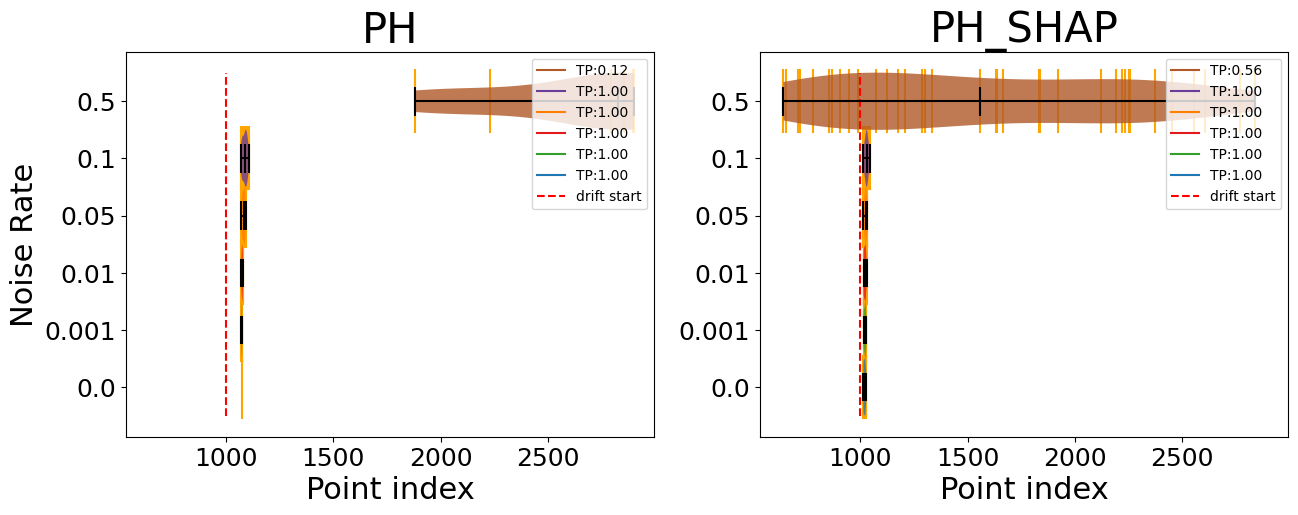 PH
Noise Rate
0.5
0.1
0.05
0.01
0.001
0.0
1000 1500 2000 2500
Point index
TP:0.12
TP:1.00
TP:1.00
TP:1.00
TP:1.00
TP:1.00
drift start
PH_SHAP
0.5
0.1
0.05
0.01
0.001
0.0
1000 1500 2000 2500
Point index
TP:0.56
TP:1.00
TP:1.00
TP:1.00
TP:1.00
TP:1.00
drift start